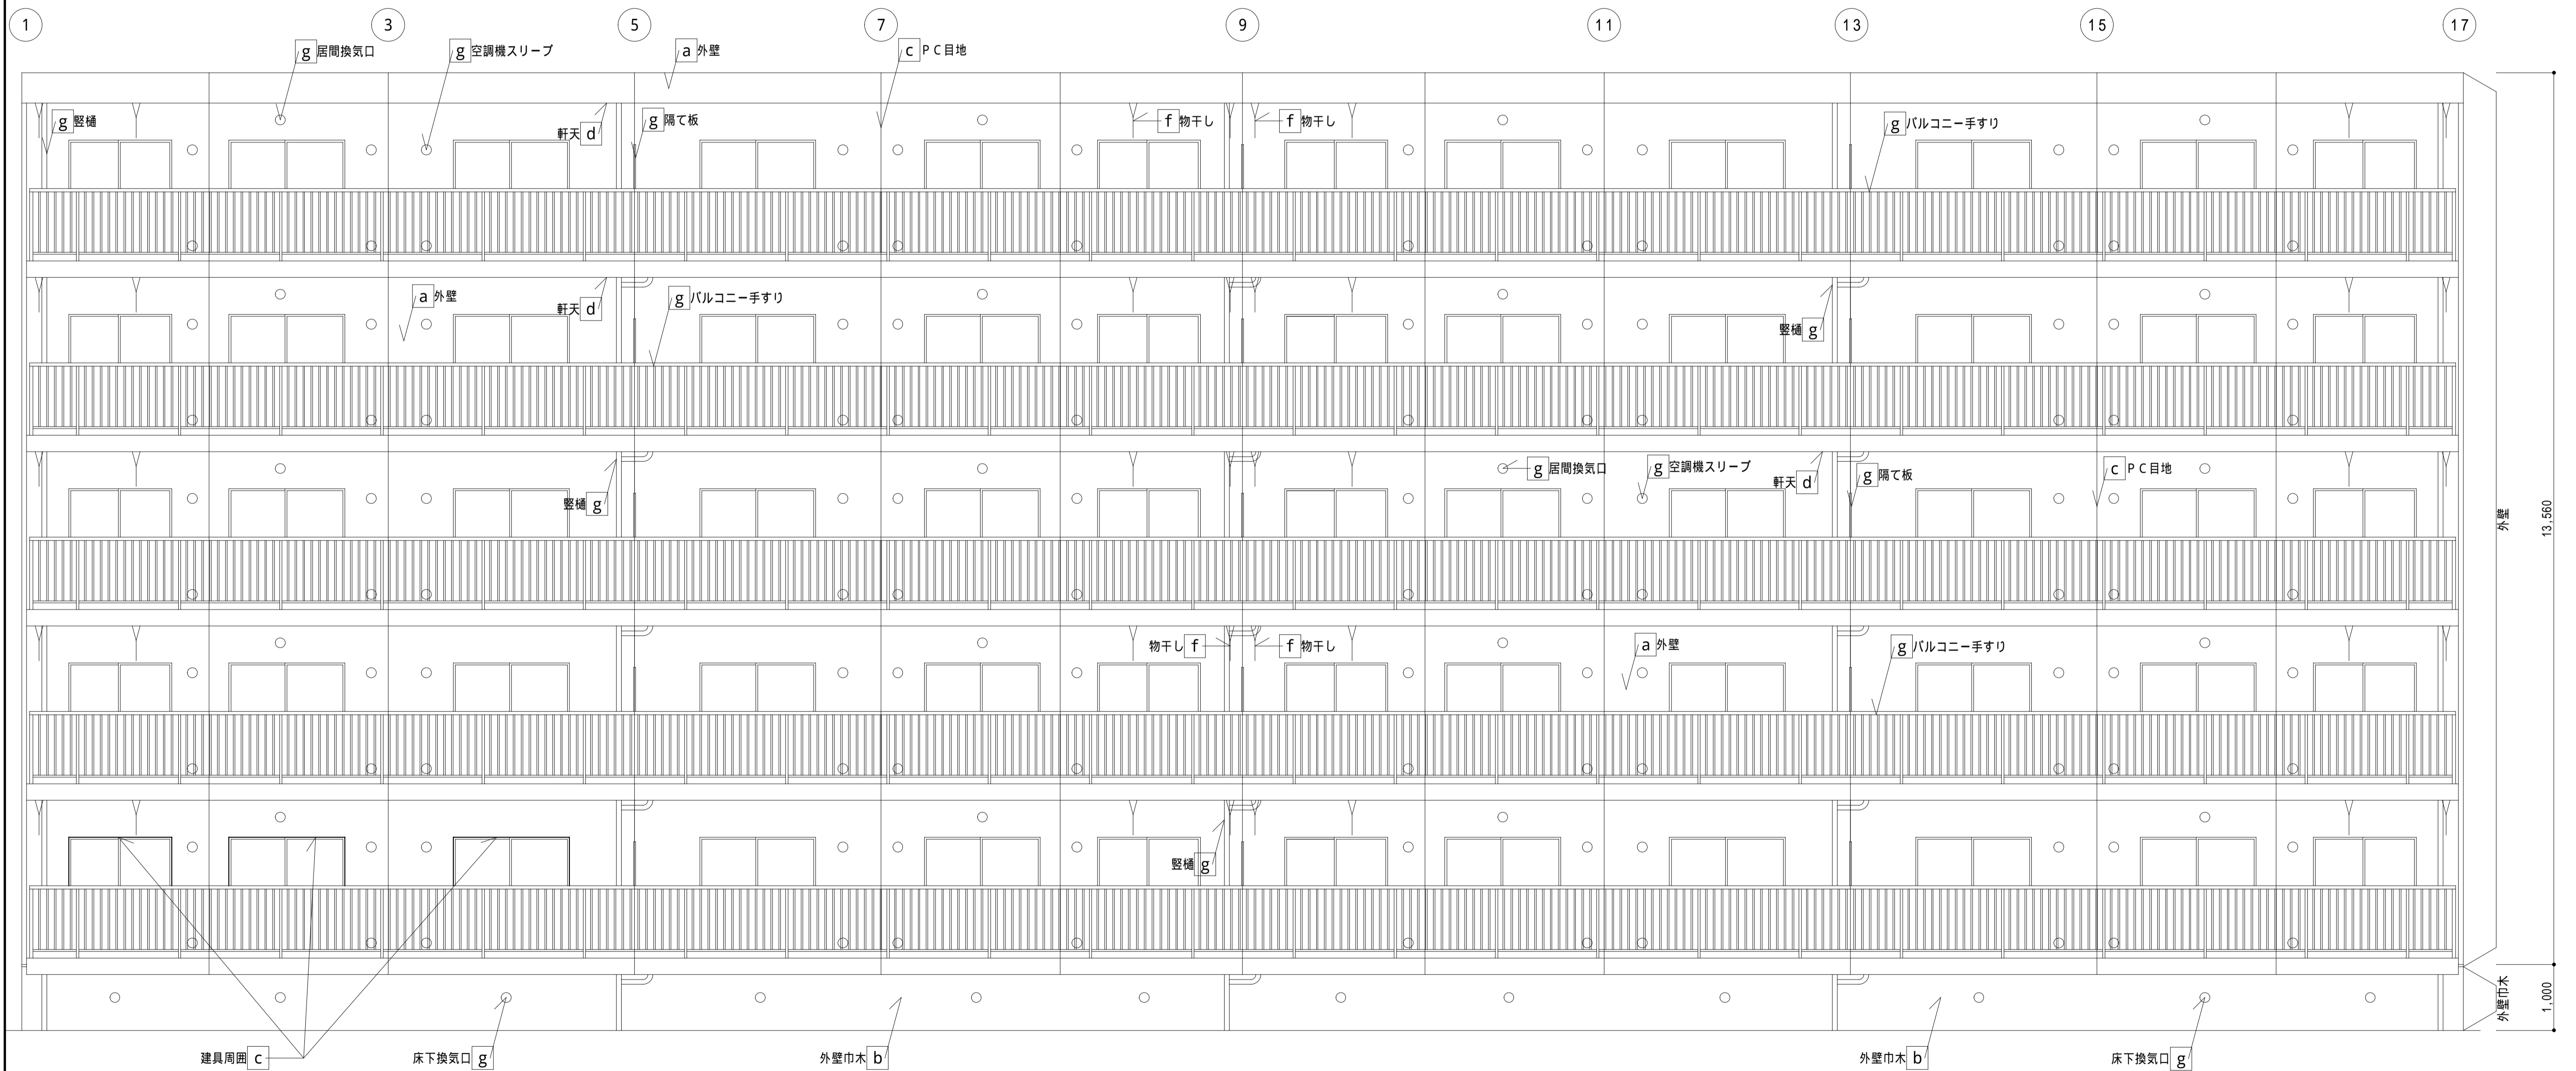 1 3 5 7 9 11 13 15 17
g 居間換気口
g 空調機スリーブ
a 外壁
c PC目地
g 竪樋
軒天 d
g 隔て板
f 物干し
f 物干し
g バルコニー手すり
a 外壁
軒天 d
g バルコニー手すり
竪樋 g
竪樋 g
g 居間換気口
g 空調機スリーブ
軒天 d
g 隔て板
c PC目地
外壁
13,560
物干し f
f 物干し
a 外壁
g バルコニー手すり
竪樋 g
外壁巾木
1,000
建具周囲 c
床下換気口 g
外壁巾木 b
外壁巾木 b
床下換気口 g